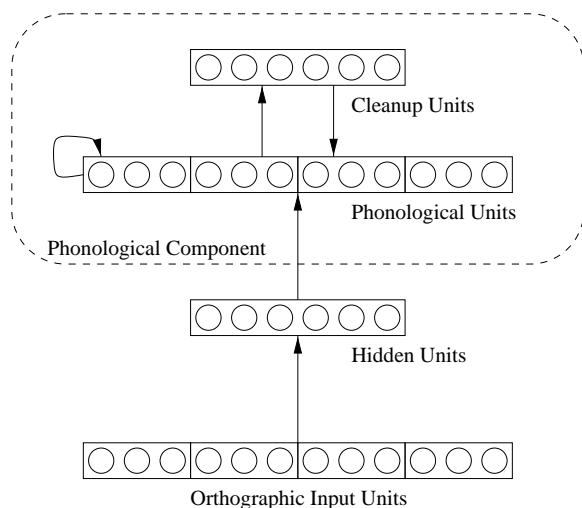 Cleanup Units
Phonological Units
Phonological Component
Hidden Units
Orthographic Input Units